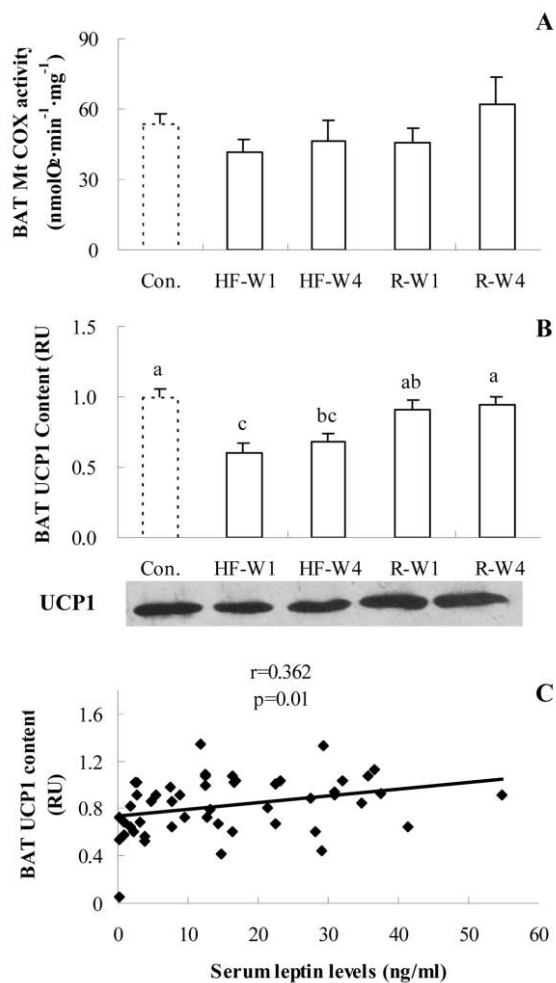 A
BAT Mt COX activity
(nmolO₂·min⁻¹·mg⁻¹)
90
60
30
0
Con. HF-W1 HF-W4 R-W1 R-W4
B
BAT UCP1 Content (RU
1.5
1.0
0.5
0.0
a c bc ab a
Con. HF-W1 HF-W4 R-W1 R-W4
UCP1
C
r=0.362
p=0.01
BAT UCP1 content
(RU)
1.6
1.2
0.8
0.4
0
0 10 20 30 40 50 60
Serum leptin levels (ng/ml)